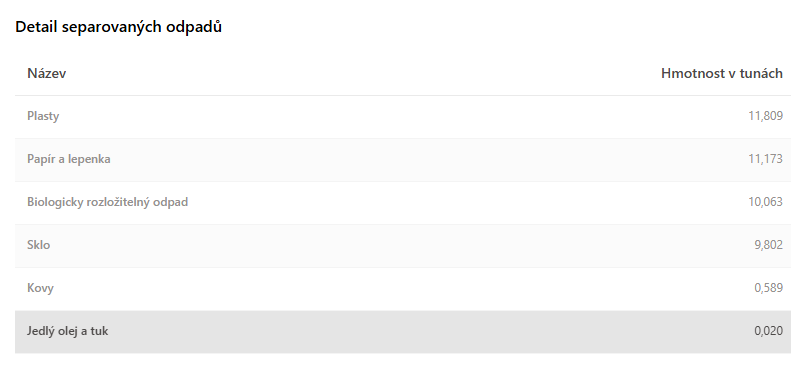 Detail separovaných odpadů
Název Hmotnost v tunách
Plasty 11,809
Papír a lepenka 11,173
Biologicky rozložitelný odpad 10,063
Sklo 9,802
Kovy 0,589
Jedlý olej a tuk 0,020